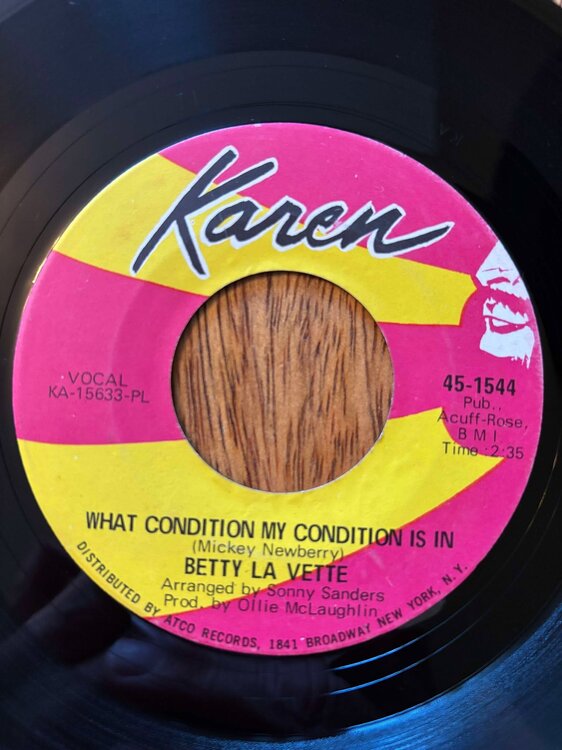 Karen
VOCAL
KA-15633-PL
45-1544
Pub.,
Acuff-Rose,
B M I
Time :2:35
WHAT CONDITION MY CONDITION IS IN
(Mickey Newberry)
BETTY LA VETTE
Arranged by Sonny Sanders
Prod. by Ollie McLaughlin
DISTRIBUTED BY ATCO RECORDS, 1841 BROADWAY NEW YORK, N. Y.